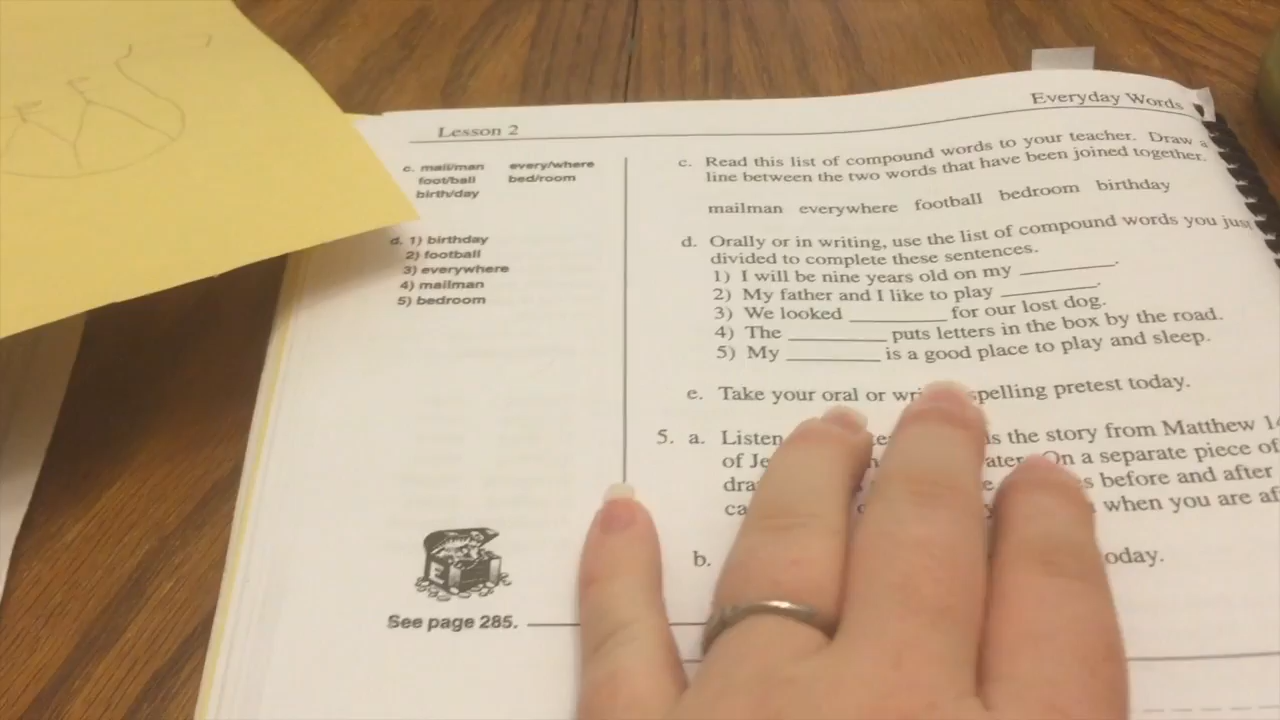 Lesson 2
Everyday Words
c. mail/man every/where
foot/ball bed/room
birth/day
d. 1) birthday
2) football
3) everywhere
4) mailman
5) bedroom
See page 285.
c. Read this list of compound words to your teacher. Draw a
line between the two words that have been joined together.
mailman everywhere football bedroom birthday
d. Orally or in writing, use the list of compound words you just
divided to complete these sentences.
1) I will be nine years old on my ________.
2) My father and I like to play ________.
3) We looked ________ for our lost dog.
4) The ________ puts letters in the box by the road.
5) My ________ is a good place to play and sleep.
e. Take your oral or spelling pretest today.
5. a. Listen is the story from Matthew
of On a separate piece of
before and after
when you are
b. today.